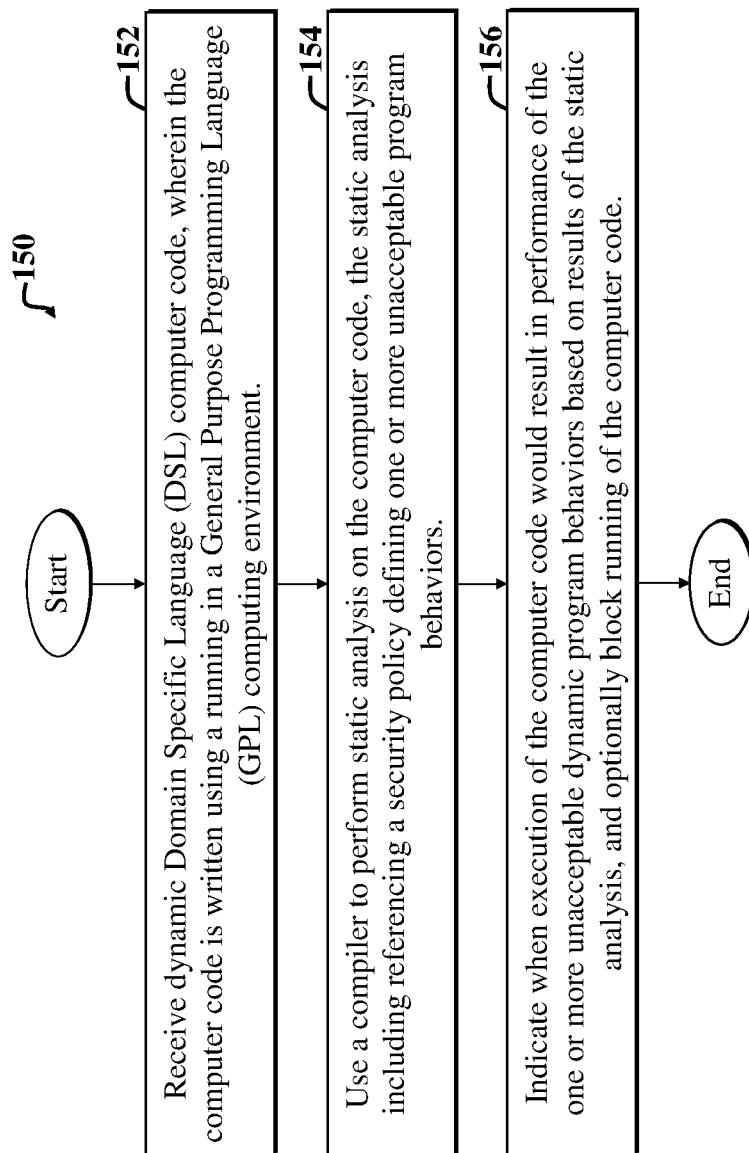 150
Start
152
Receive dynamic Domain Specific Language (DSL) computer code, wherein the
computer code is written using a running in a General Purpose Programming Language
(GPL) computing environment.
154
Use a compiler to perform static analysis on the computer code, the static analysis
including referencing a security policy defining one or more unacceptable program
behaviors.
156
Indicate when execution of the computer code would result in performance of the
one or more unacceptable dynamic program behaviors based on results of the static
analysis, and optionally block running of the computer code.
End